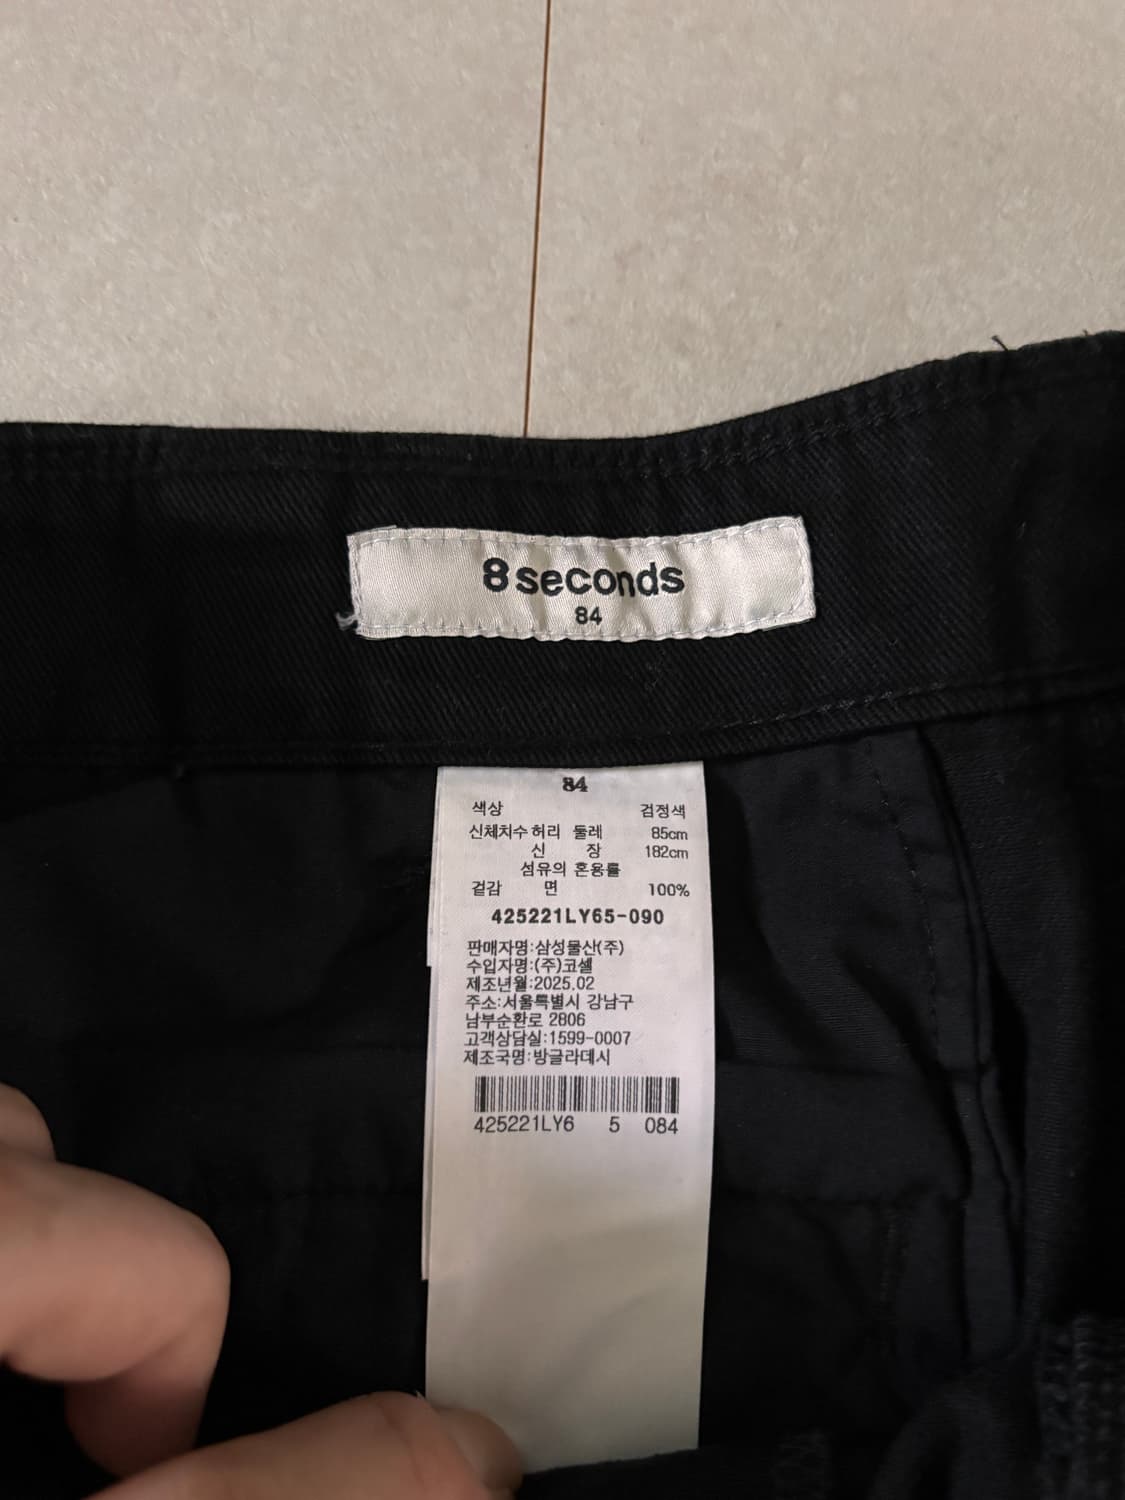 8seconds
84
84
색상 검정색
신체치수 허리 둘레 85cm
신 장 182cm
섬유의 혼용률
겉감 면 100%
425221LY65-090
판매자명:삼성물산(주)
수입자명:(주)코셀
제조년월:2025.02
주소:서울특별시 강남구
남부순환로 2806
고객상담실:1599-0007
제조국명:방글라데시
425221LY6 5 084